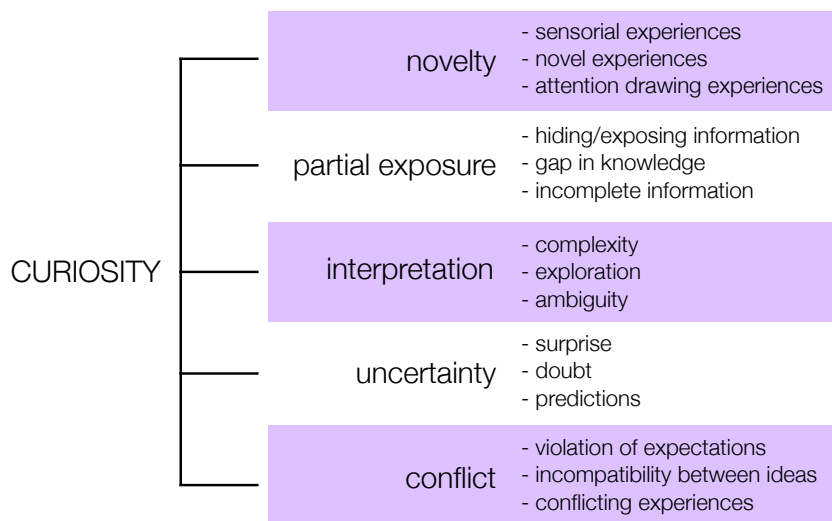 novelty
- sensorial experiences
- novel experiences
- attention drawing experiences
partial exposure
- hiding/exposing information
- gap in knowledge
- incomplete information
CURIOSITY
interpretation
- complexity
- exploration
- ambiguity
uncertainty
- surprise
- doubt
- predictions
conflict
- violation of expectations
- incompatibility between ideas
- conflicting experiences